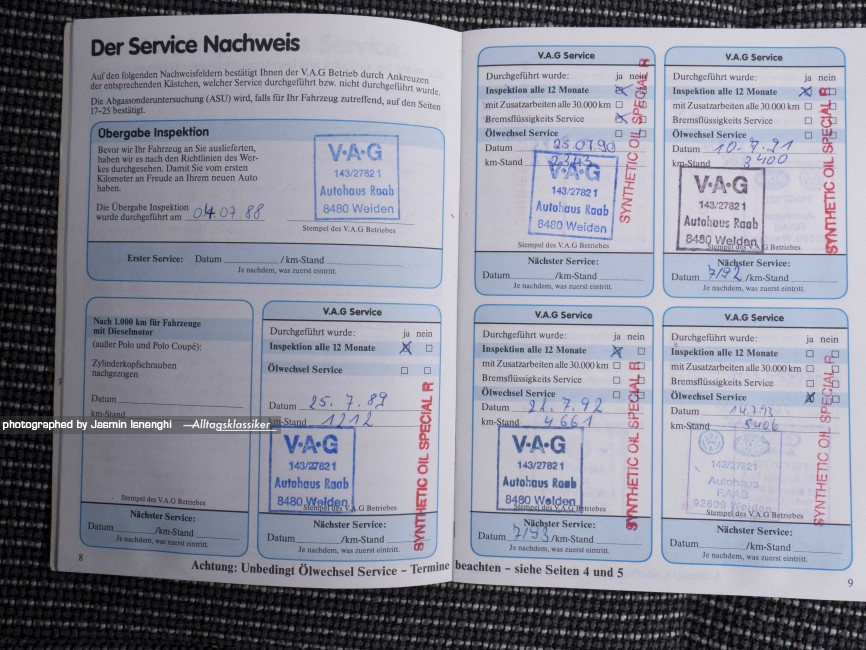 Der Service Nachweis
Auf den folgenden Nachweisfeldern bestätigt Ihnen der V.A.G Betrieb durch Ankreuzen
der entsprechenden Kästchen, welcher Service durchgeführt bzw. nicht durchgeführt wurde.
Die Abgassonderuntersuchung (ASU) wird, falls für Ihr Fahrzeug zutreffend, auf den Seiten
17–25 bestätigt.
Übergabe Inspektion
Bevor wir Ihr Fahrzeug an Sie auslieferten,
haben wir es nach den Richtlinien des Wer-
kes durchgesehen. Damit Sie vom ersten
Kilometer an Freude an Ihrem neuen Auto
haben.
Die Übergabe Inspektion
wurde durchgeführt am 04.07.88
V·A·G
143/27821
Autohaus Raab
8480 Weiden
Stempel des V.A.G Betriebes
Erster Service: Datum /km-Stand
Je nachdem, was zuerst eintritt.
Nach 1.000 km für Fahrzeuge
mit Dieselmotor
(außer Polo und Polo Coupé):
Zylinderkopfschrauben
nachgezogen
Datum
km-Stand
Stempel des V.A.G Betriebes
Nächster Service:
Datum /km-Stand
Je nachdem, was zuerst eintritt.
V.A.G Service
Durchgeführt wurde: ja nein
Inspektion alle 12 Monate
Ölwechsel Service
Datum 25.7.89
km-Stand 1212
V·A·G
143/27821
Autohaus Raab
8480 Weiden
Stempel des V.A.G Betriebes
SYNTHETIC OIL SPECIAL R
Nächster Service:
Datum /km-Stand
Je nachdem, was zuerst eintritt.
8
V.A.G Service
Durchgeführt wurde: ja nein
Inspektion alle 12 Monate
mit Zusatzarbeiten alle 30.000 km
Bremsflüssigkeits Service
Ölwechsel Service
Datum 25.07.90
km-Stand
V·A·G
143/27821
Autohaus Raab
8480 Weiden
Stempel des V.A.G Betriebes
SYNTHETIC OIL SPECIAL R
Nächster Service:
Datum /km-Stand
Je nachdem, was zuerst eintritt.
V.A.G Service
Durchgeführt wurde: ja nein
Inspektion alle 12 Monate
mit Zusatzarbeiten alle 30.000 km
Bremsflüssigkeits Service
Ölwechsel Service
Datum 10.7.91
km-Stand 3400
V·A·G
143/27821
Autohaus Raab
8480 Weiden
Stempel des V.A.G Betriebes
SYNTHETIC OIL SPECIAL R
Nächster Service:
Datum 7/92 /km-Stand
Je nachdem, was zuerst eintritt.
V.A.G Service
Durchgeführt wurde: ja nein
Inspektion alle 12 Monate
mit Zusatzarbeiten alle 30.000 km
Bremsflüssigkeits Service
Ölwechsel Service
Datum 21.7.92
km-Stand 4661
V·A·G
143/27821
Autohaus Raab
8480 Weiden
Stempel des V.A.G Betriebes
SYNTHETIC OIL SPECIAL R
Nächster Service:
Datum 7/93 /km-Stand
Je nachdem, was zuerst eintritt.
V.A.G Service
Durchgeführt wurde: ja nein
Inspektion alle 12 Monate
mit Zusatzarbeiten alle 30.000 km
Bremsflüssigkeits Service
Ölwechsel Service
Datum 14.7.93
km-Stand 5406
143/27821
Autohaus
RAAB
92609 Weiden
Stempel des V.A.G Betriebes
SYNTHETIC OIL SPECIAL R
Nächster Service:
Datum /km-Stand
Je nachdem, was zuerst eintritt.
9
Achtung: Unbedingt Ölwechsel Service – Termine beachten – siehe Seiten 4 und 5
photographed by Jasmin Isnenghi —Alltagsklassiker